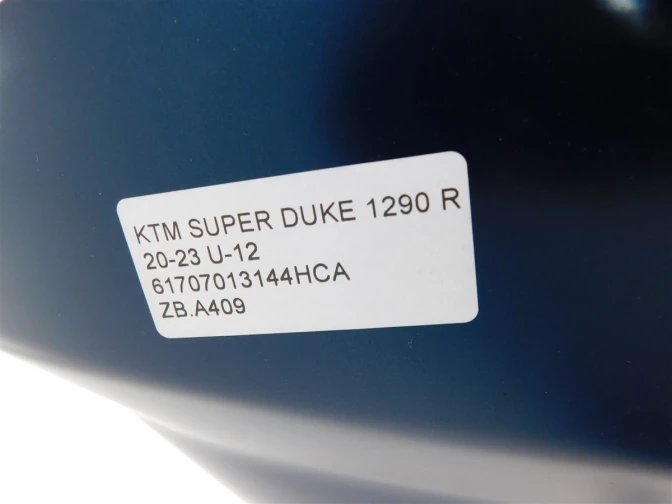 KTM SUPER DUKE 1290 R
20-23 U-12
61707013144HCA
ZB.A409